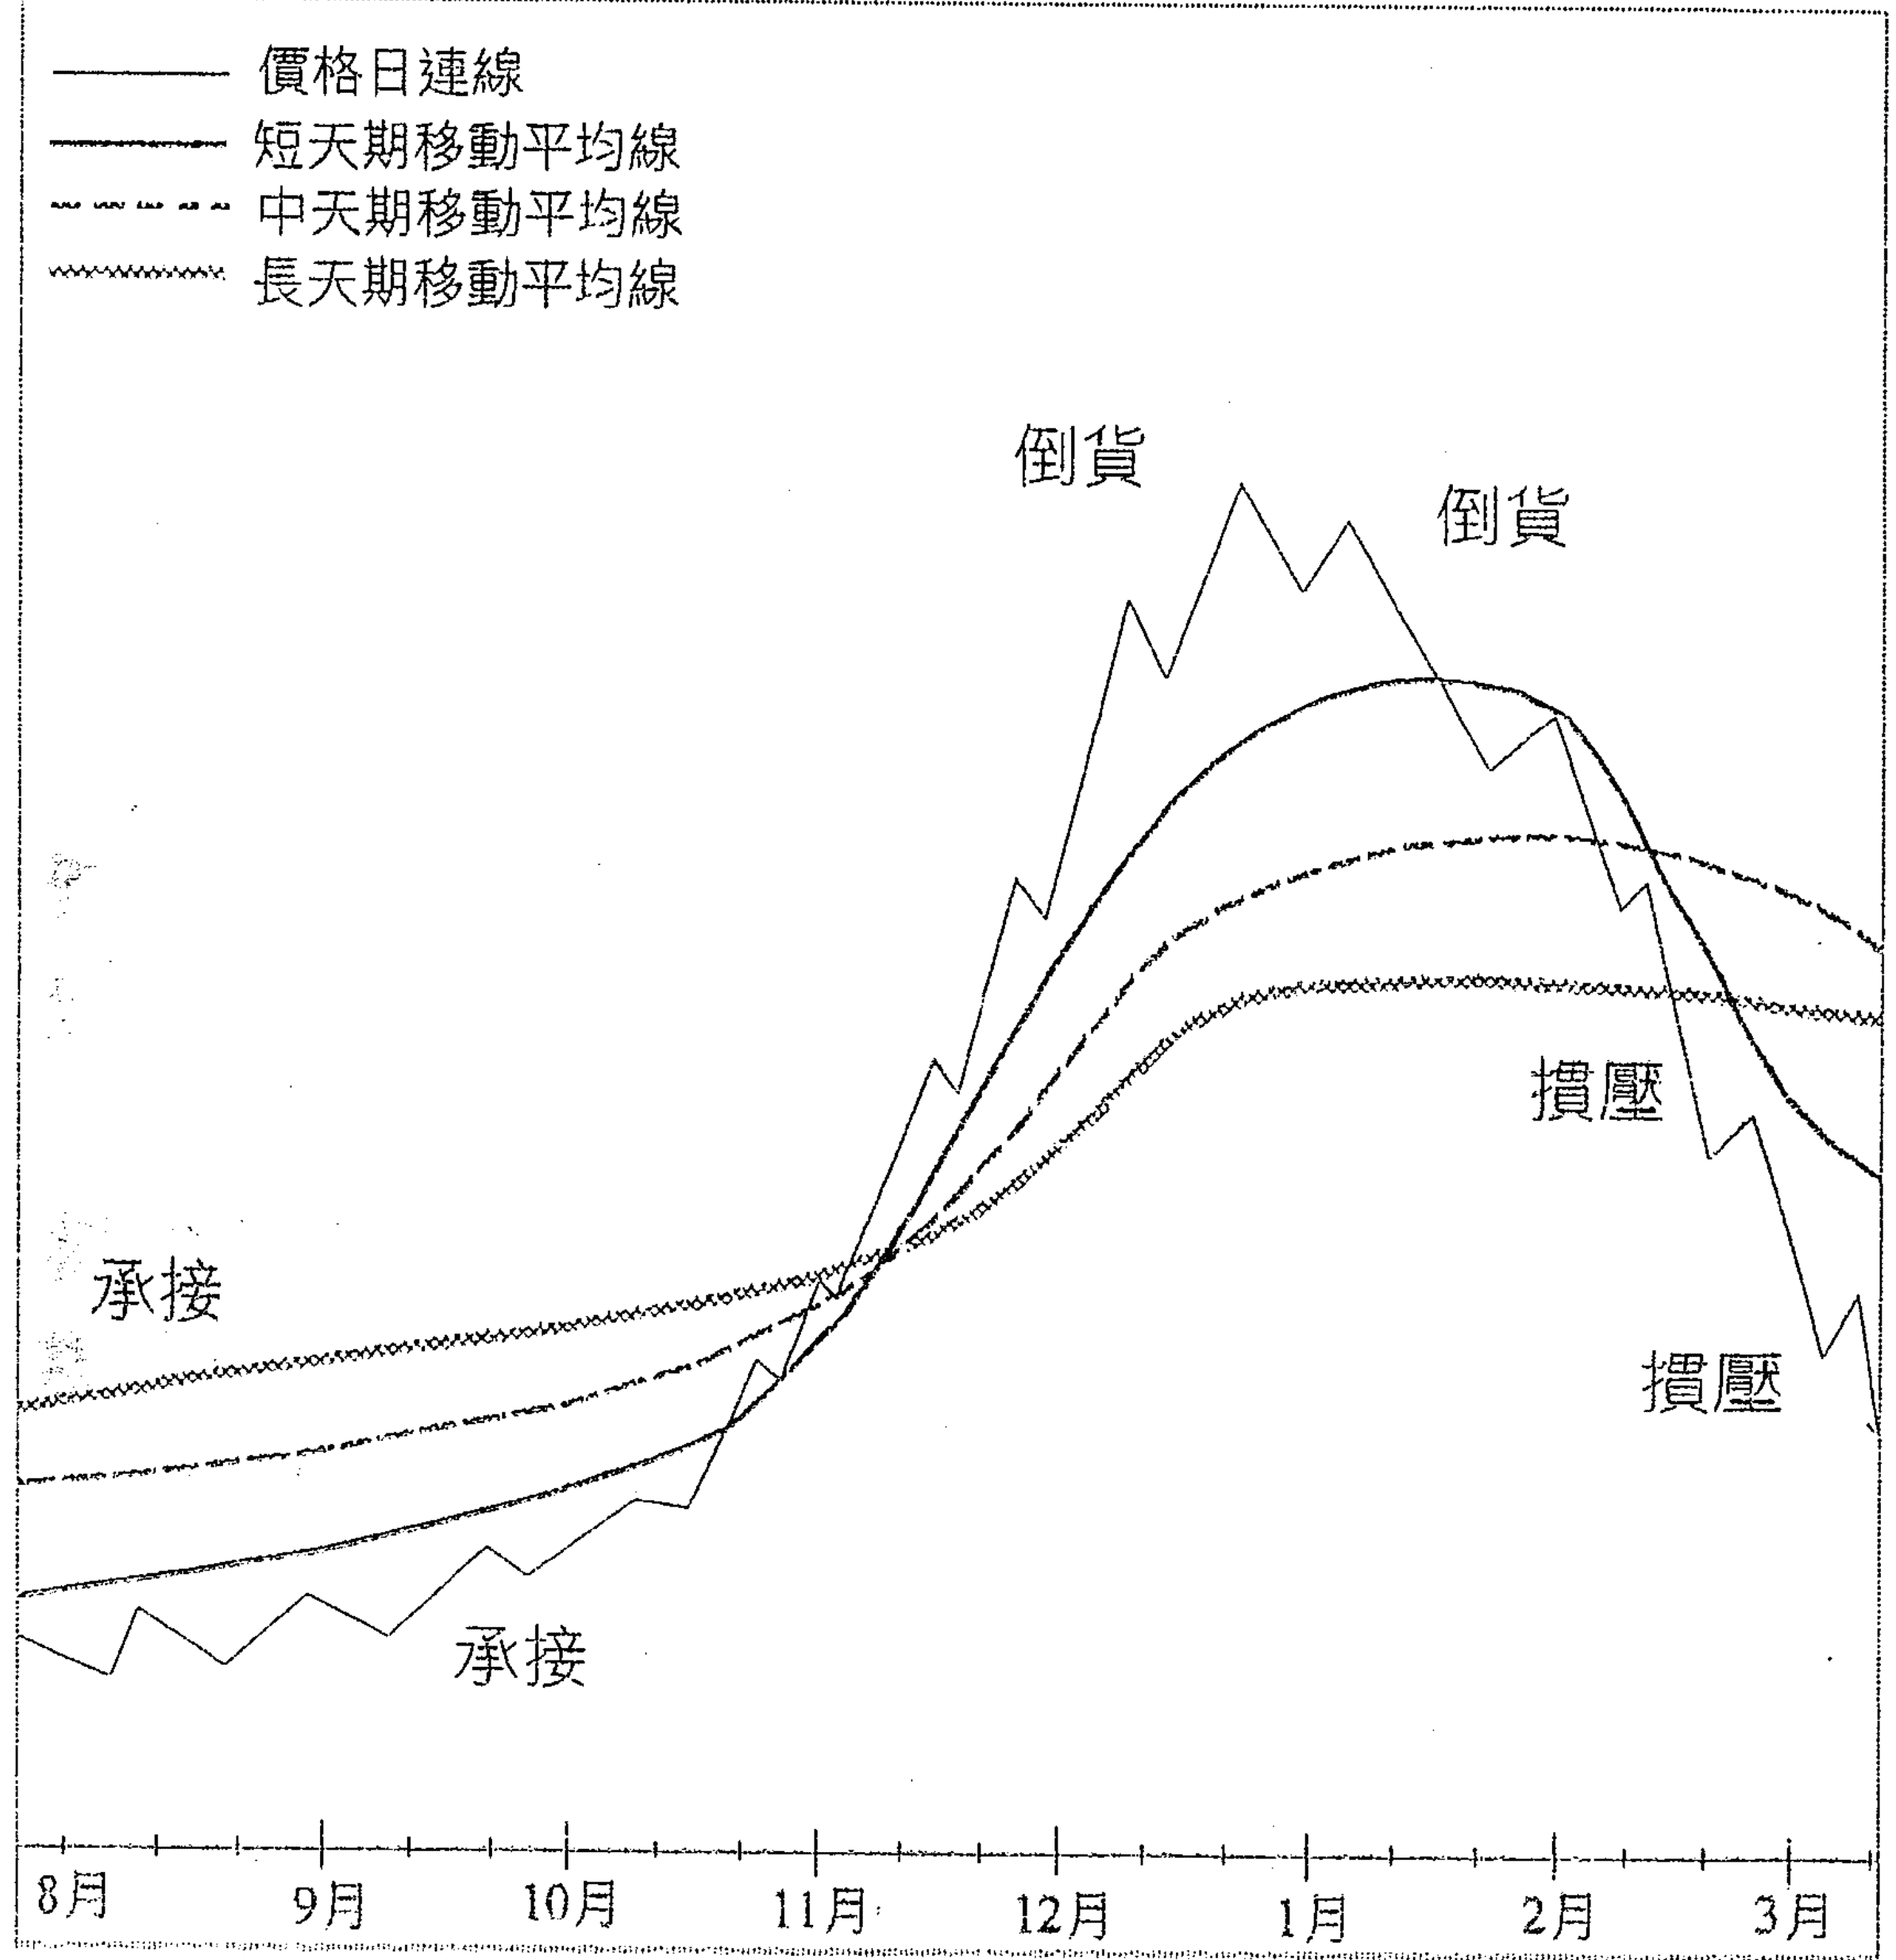 價格日連線
短天期移動平均線
中天期移動平均線
長天期移動平均線
倒貨
倒貨
摜壓
承接
摜壓
承接
8月 9月 10月 11月 12月 1月 2月 3月